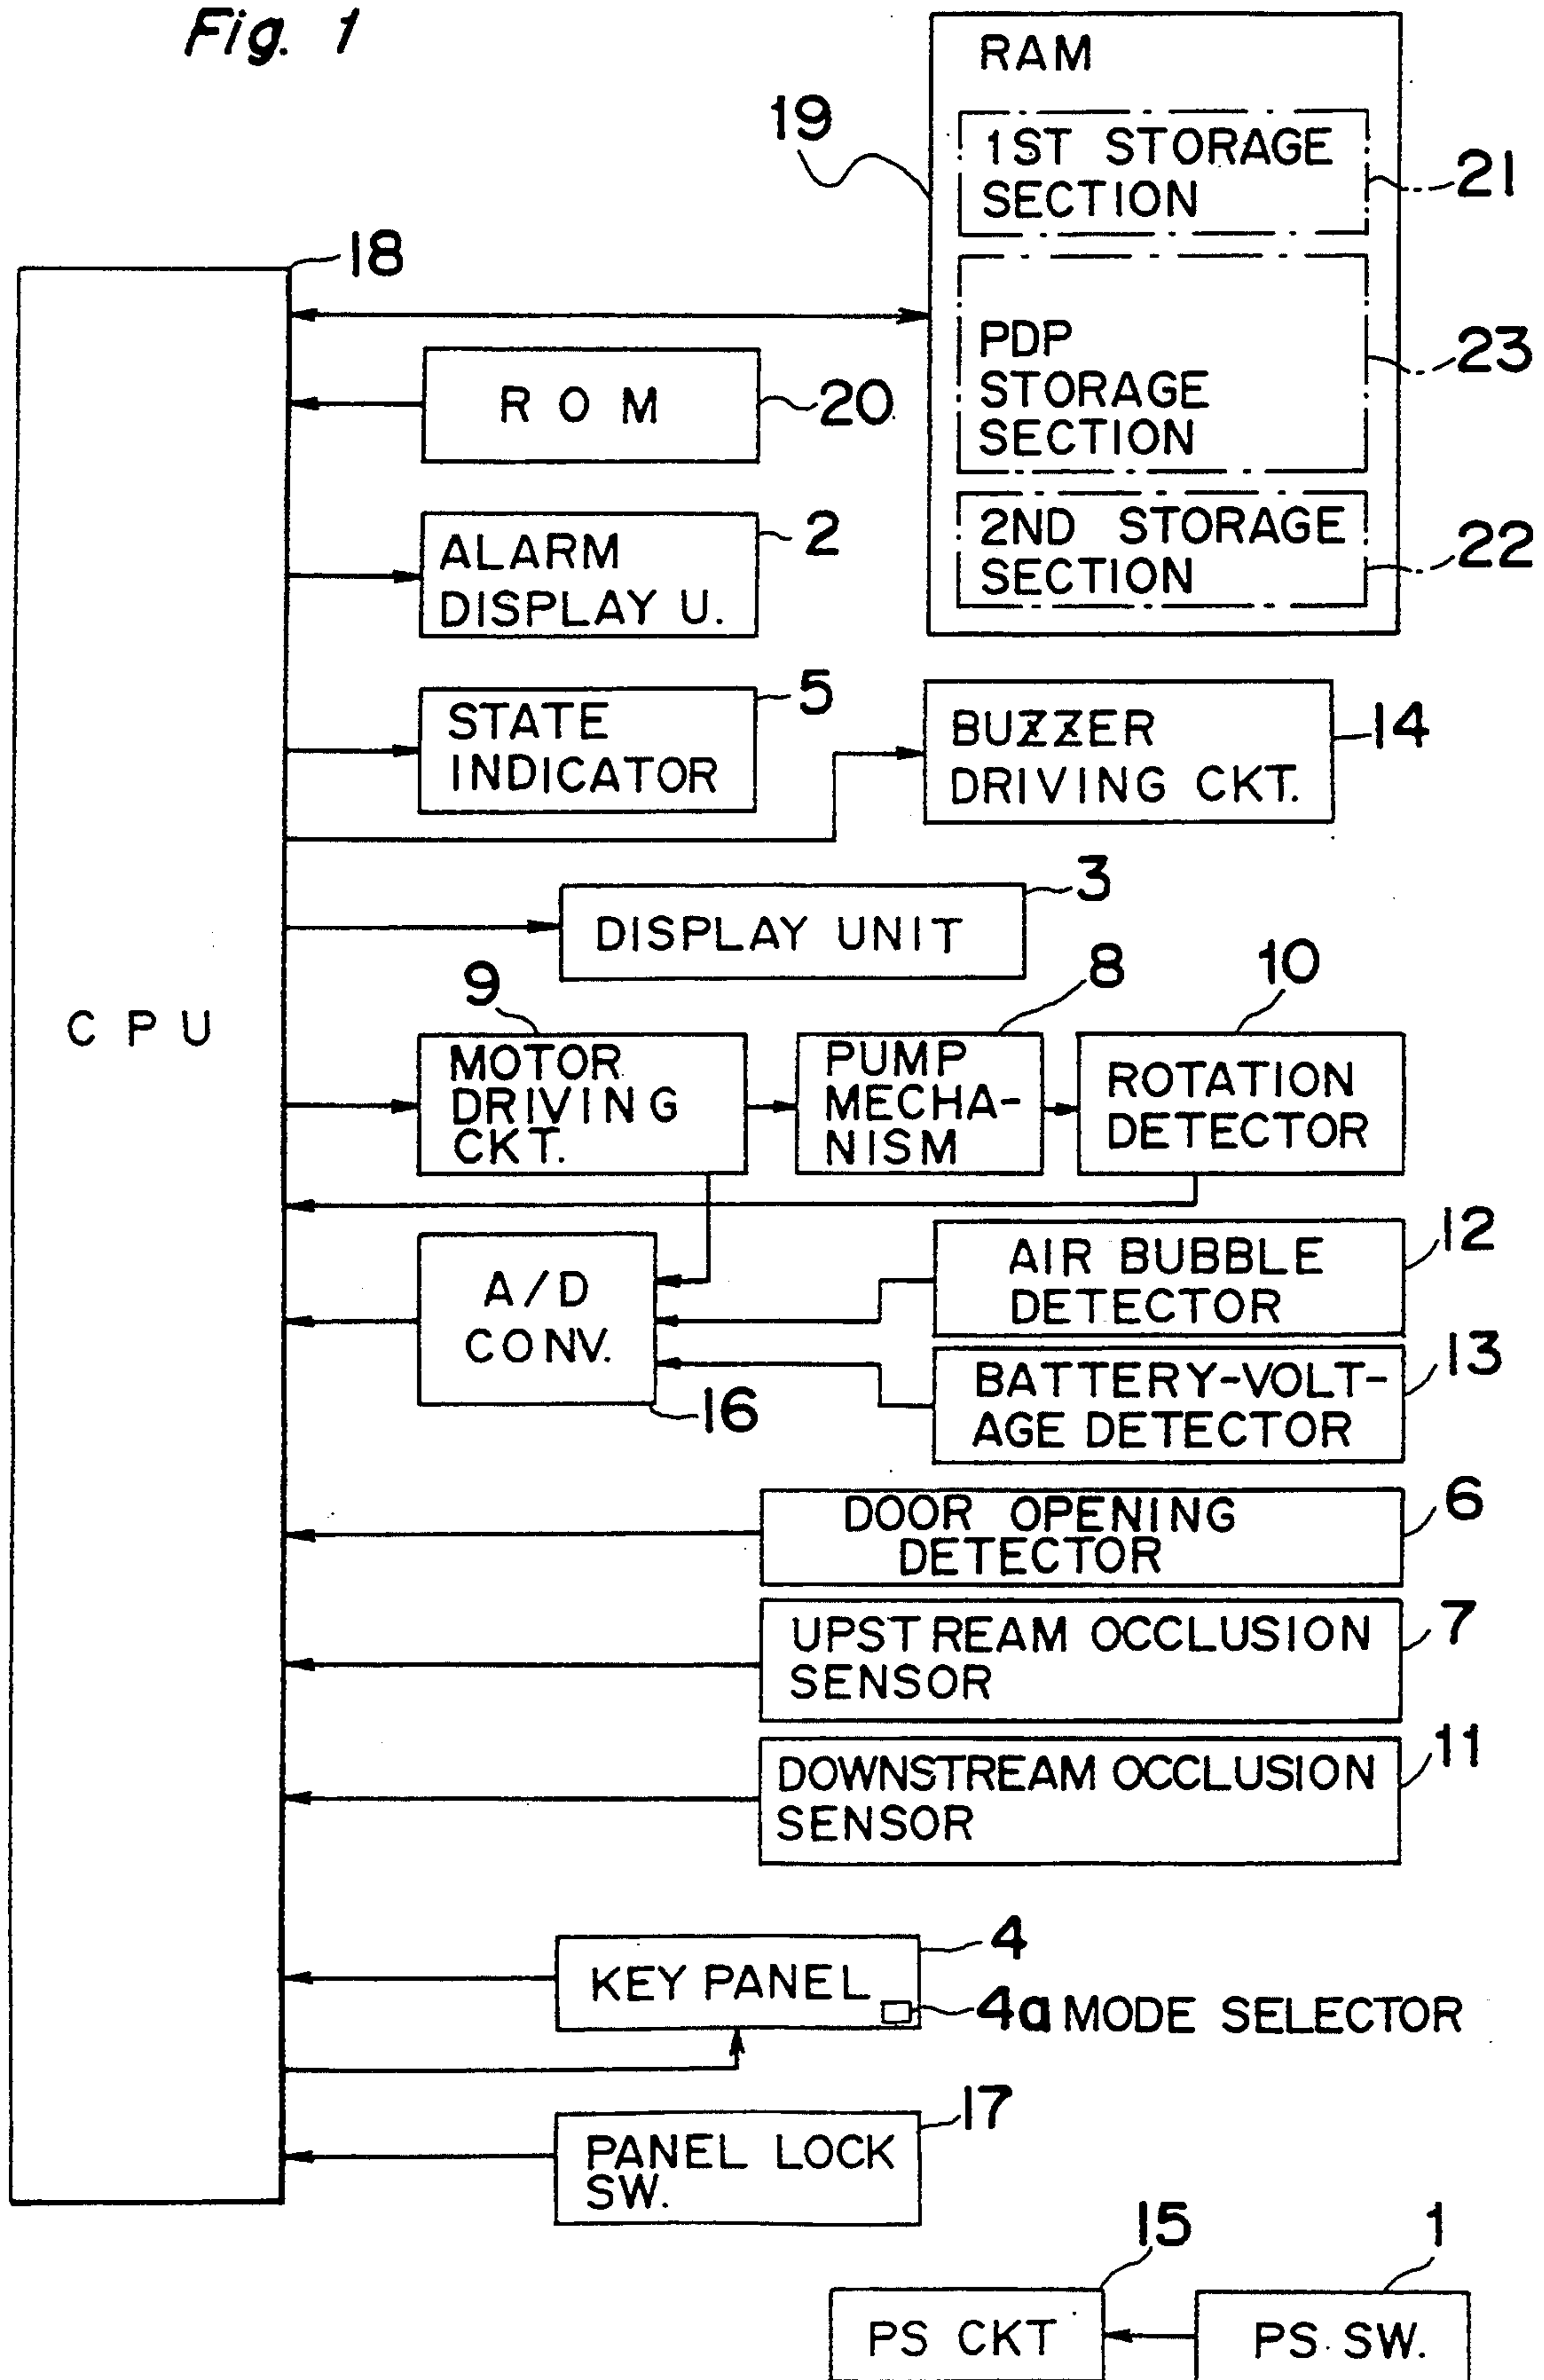 Fig. 1
RAM
19
1ST STORAGE
SECTION
21
18
PDP
STORAGE
SECTION
23
ROM
20
2ND STORAGE
SECTION
22
ALARM
DISPLAY U.
2
STATE
INDICATOR
5
BUZZER
DRIVING CKT.
14
3
DISPLAY UNIT
CPU
9
8
10
MOTOR
DRIVING
CKT.
PUMP
MECHA-
NISM
ROTATION
DETECTOR
A/D
CONV.
16
AIR BUBBLE
DETECTOR
12
BATTERY-VOLT-
AGE DETECTOR
13
DOOR OPENING
DETECTOR
6
UPSTREAM OCCLUSION
SENSOR
7
DOWNSTREAM OCCLUSION
SENSOR
11
KEY PANEL
4
4a MODE SELECTOR
17
PANEL LOCK
SW.
15
1
PS CKT
PS SW.